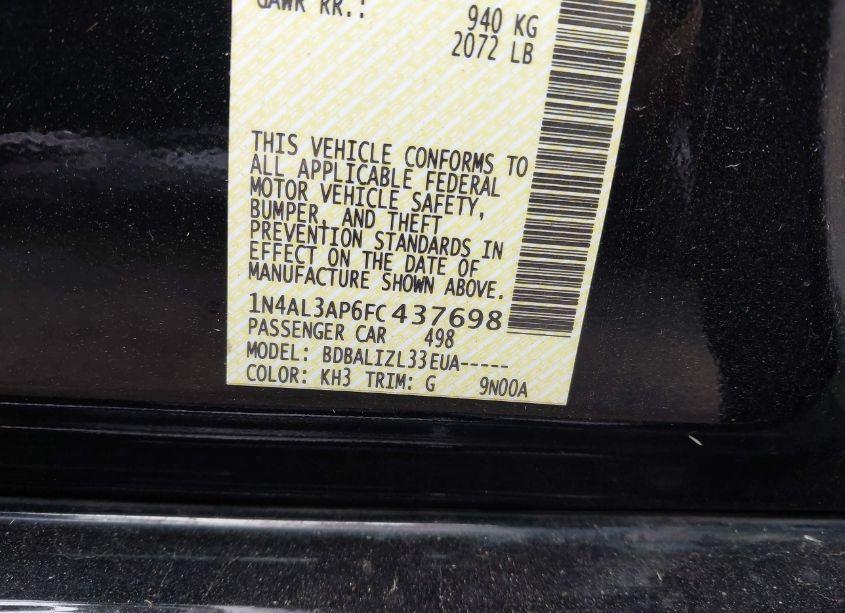 GAWR RR.: 940 KG
2072 LB
THIS VEHICLE CONFORMS TO
ALL APPLICABLE FEDERAL
MOTOR VEHICLE SAFETY,
BUMPER, AND THEFT
PREVENTION STANDARDS IN
EFFECT ON THE DATE OF
MANUFACTURE SHOWN ABOVE.
1N4AL3AP6FC437698
PASSENGER CAR 498
MODEL: BDBALIZL33EUA-----
COLOR: KH3 TRIM: G 9N00A